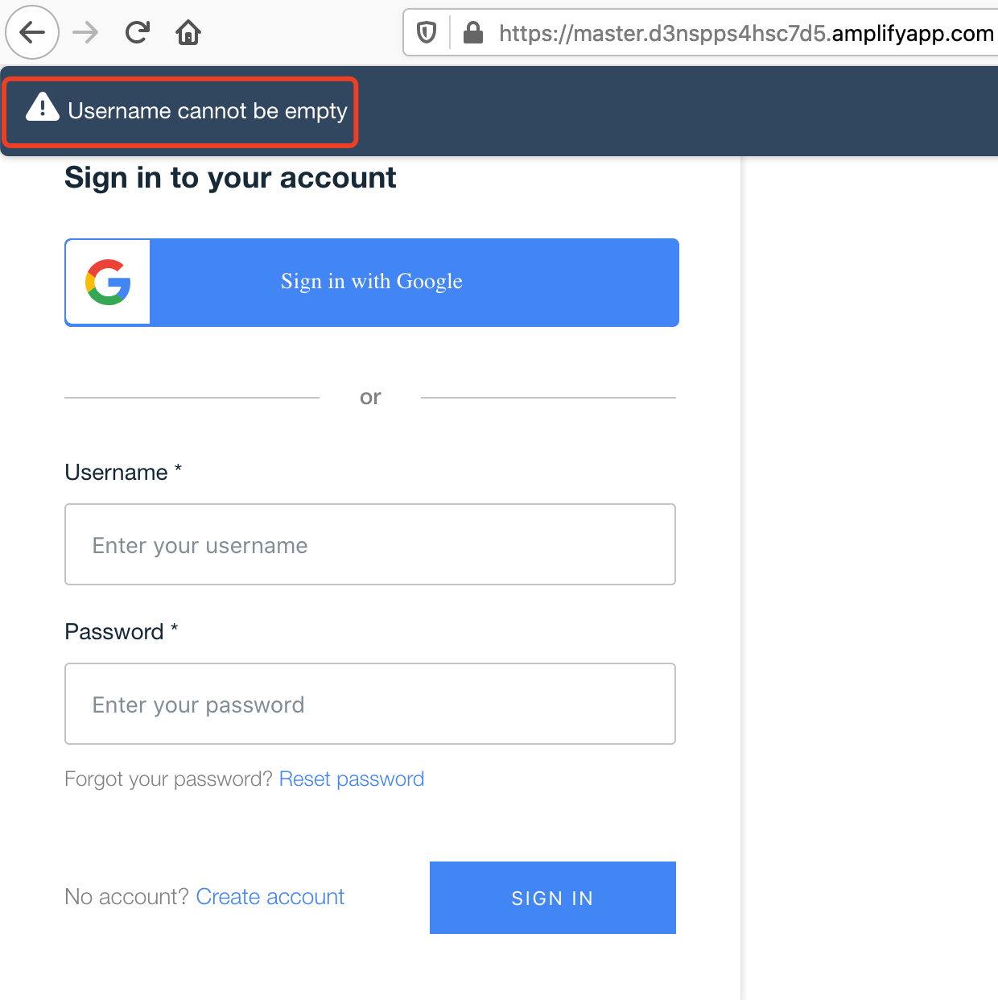 https://master.d3nspps4hsc7d5.amplifyapp.com
Username cannot be empty
Sign in to your account
Sign in with Google
or
Username *
Enter your username
Password *
Enter your password
Forgot your password? Reset password
No account? Create account
SIGN IN